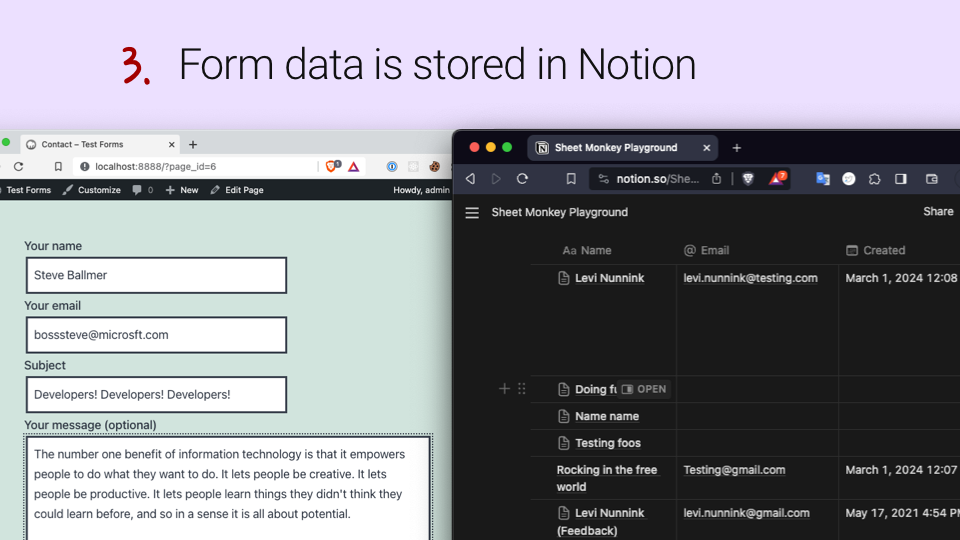 3. Form data is stored in Notion
Contact – Test Forms
localhost:8888/?page_id=6
1
Test Forms Customize 0 New Edit Page Howdy, admin
Your name
Steve Ballmer
Your email
bosssteve@microsft.com
Subject
Developers! Developers! Developers!
Your message (optional)
The number one benefit of information technology is that it empowers
people to do what they want to do. It lets people be creative. It lets
people be productive. It lets people learn things they didn't think they
could learn before, and so in a sense it is all about potential.
Sheet Monkey Playground
notion.so/She... 7
Sheet Monkey Playground Share
Aa Name @ Email Created
Levi Nunnink levi.nunnink@testing.com March 1, 2024 12:08
Doing OPEN
Name name
Testing foos
Rocking in the free Testing@gmail.com March 1, 2024 12:07
world
Levi Nunnink levi.nunnink@gmail.com May 17, 2021 4:54 PM
(Feedback)